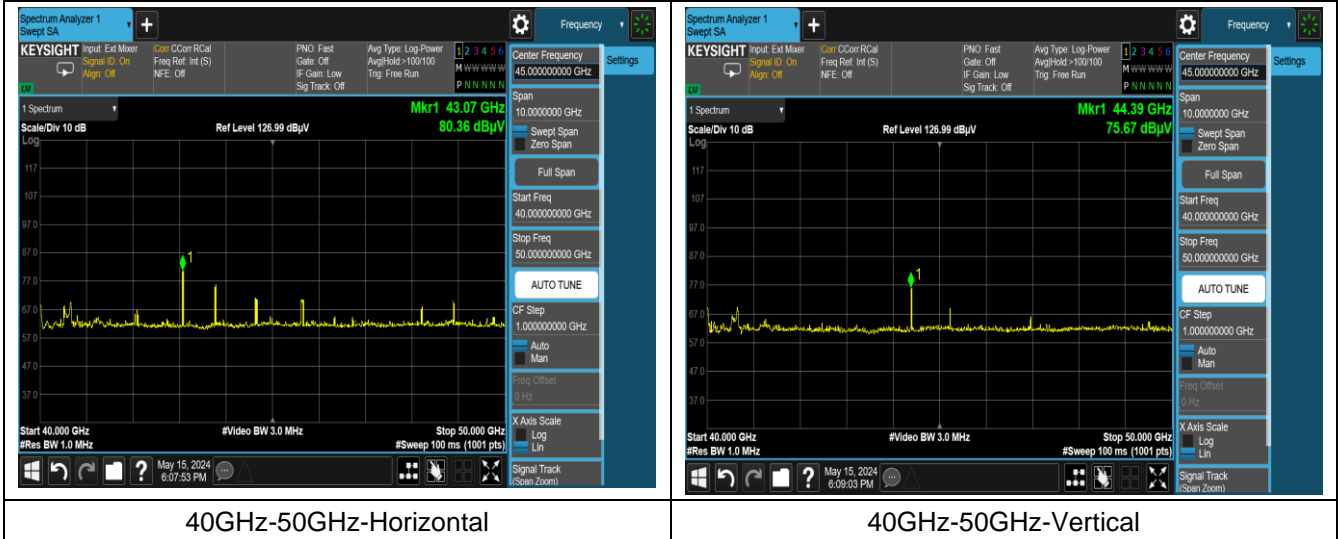 Spectrum Analyzer 1
Swept SA
+
Frequency
KEYSIGHT
Input: Ext Mixer
Signal ID: On
Align: Off
Corr CCorr RCal
Freq Ref: Int (S)
NFE: Off
PNO: Fast
Gate: Off
IF Gain: Low
Sig Track: Off
Avg Type: Log-Power
Avg|Hold:>100/100
Trig: Free Run
1 2 3 4 5 6
M W W W W W
P N N N N N
LXI
1 Spectrum
Mkr1 43.07 GHz
Scale/Div 10 dB
Ref Level 126.99 dBµV
80.36 dBµV
Log
117
107
97.0
87.0
77.0
67.0
57.0
47.0
37.0
1
Start 40.000 GHz
#Video BW 3.0 MHz
Stop 50.000 GHz
#Res BW 1.0 MHz
#Sweep 100 ms (1001 pts)
Center Frequency
45.000000000 GHz
Settings
Span
10.0000000 GHz
Swept Span
Zero Span
Full Span
Start Freq
40.000000000 GHz
Stop Freq
50.000000000 GHz
AUTO TUNE
CF Step
1.000000000 GHz
Auto
Man
Freq Offset
0 Hz
X Axis Scale
Log
Lin
Signal Track
(Span Zoom)
?
May 15, 2024
6:07:53 PM
40GHz-50GHz-Horizontal
Spectrum Analyzer 1
Swept SA
+
Frequency
KEYSIGHT
Input: Ext Mixer
Signal ID: On
Align: Off
Corr CCorr RCal
Freq Ref: Int (S)
NFE: Off
PNO: Fast
Gate: Off
IF Gain: Low
Sig Track: Off
Avg Type: Log-Power
Avg|Hold:>100/100
Trig: Free Run
1 2 3 4 5 6
M W W W W W
P N N N N N
LXI
1 Spectrum
Mkr1 44.39 GHz
Scale/Div 10 dB
Ref Level 126.99 dBµV
75.67 dBµV
Log
117
107
97.0
87.0
77.0
67.0
57.0
47.0
37.0
1
Start 40.000 GHz
#Video BW 3.0 MHz
Stop 50.000 GHz
#Res BW 1.0 MHz
#Sweep 100 ms (1001 pts)
Center Frequency
45.000000000 GHz
Settings
Span
10.0000000 GHz
Swept Span
Zero Span
Full Span
Start Freq
40.000000000 GHz
Stop Freq
50.000000000 GHz
AUTO TUNE
CF Step
1.000000000 GHz
Auto
Man
Freq Offset
0 Hz
X Axis Scale
Log
Lin
Signal Track
(Span Zoom)
?
May 15, 2024
6:09:03 PM
40GHz-50GHz-Vertical